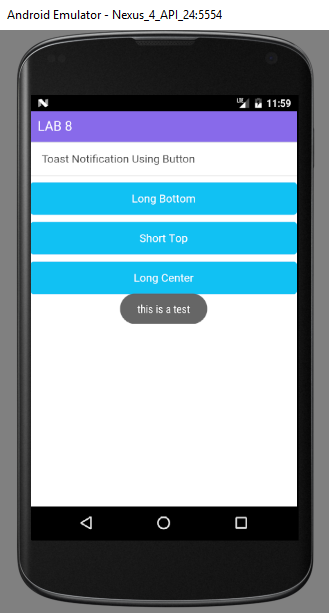 Android Emulator - Nexus_4_API_24:5554
11:59
LAB 8
Toast Notification Using Button
Long Bottom
Short Top
Long Center
this is a test